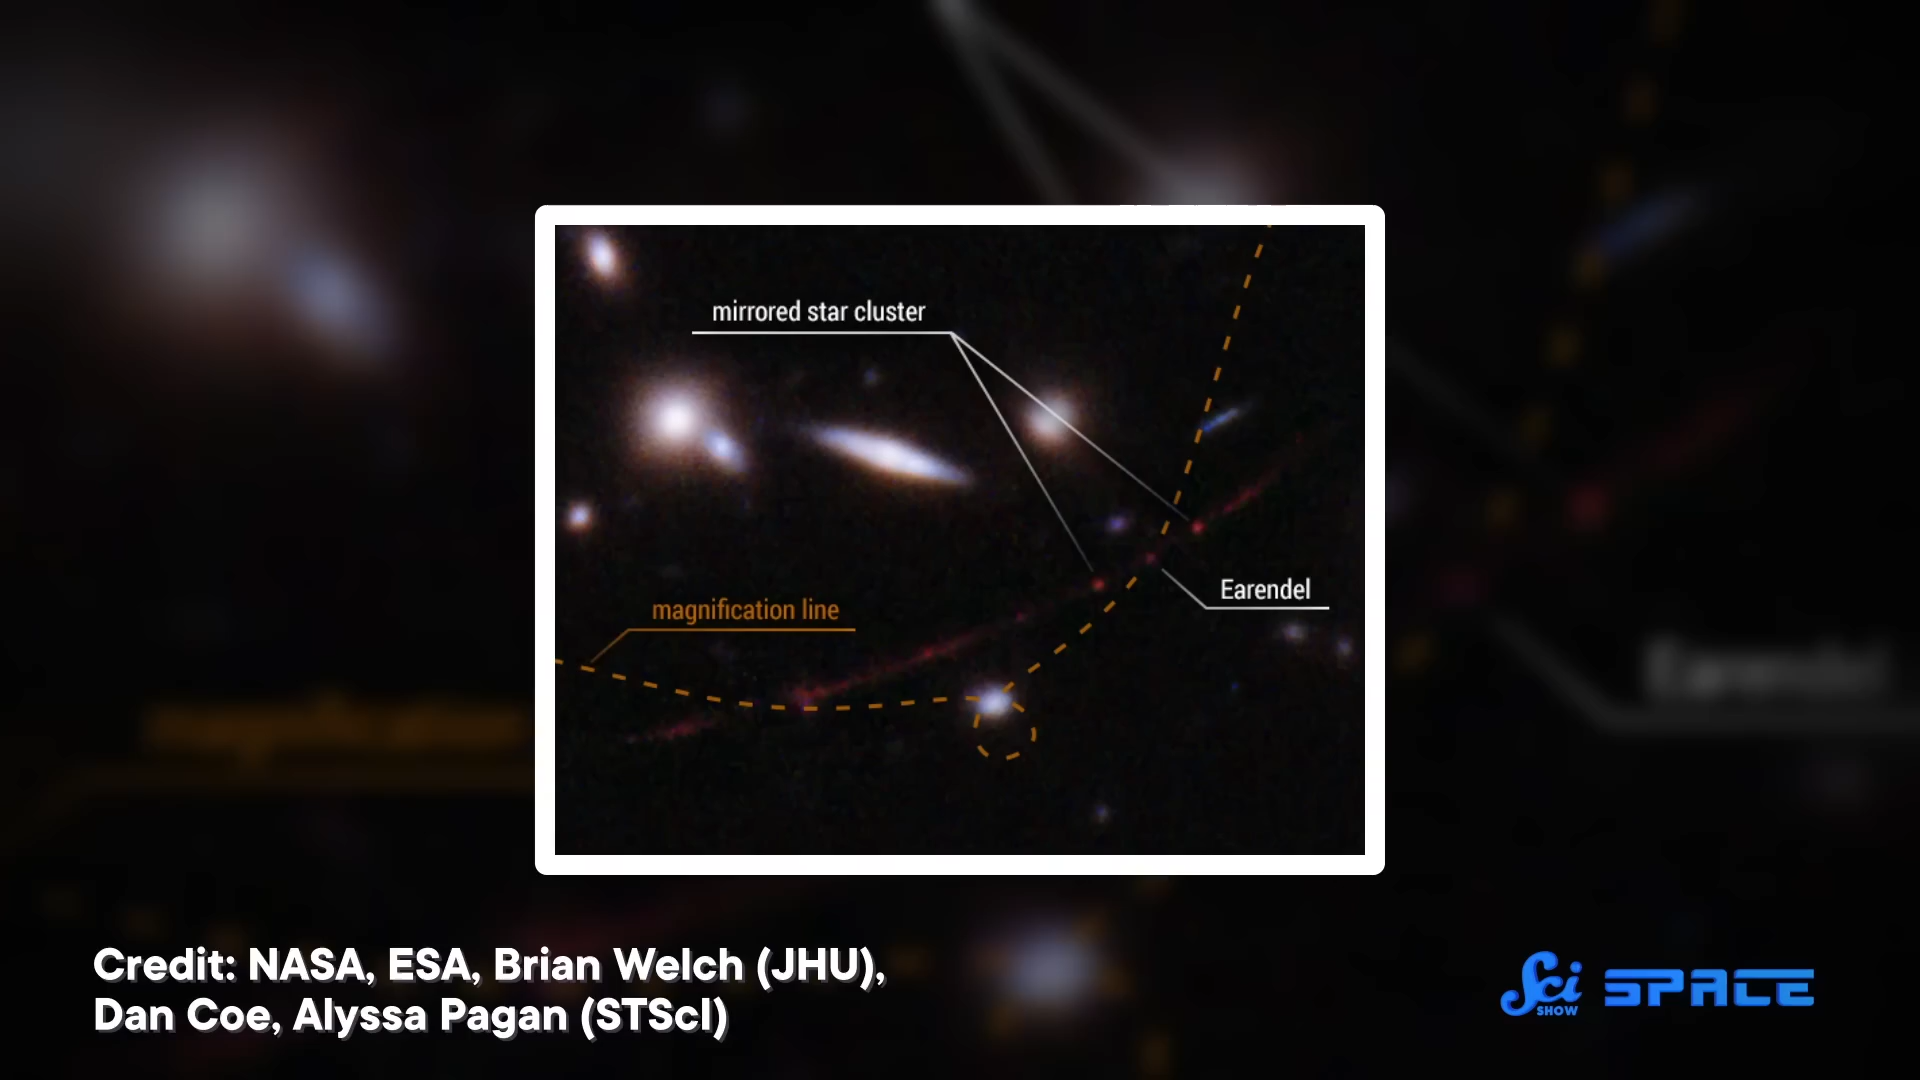 mirrored star cluster
Earendel
magnification line
Earendel
Credit: NASA, ESA, Brian Welch (JHU),
Dan Coe, Alyssa Pagan (STScI)
Sci SHOW SPACE